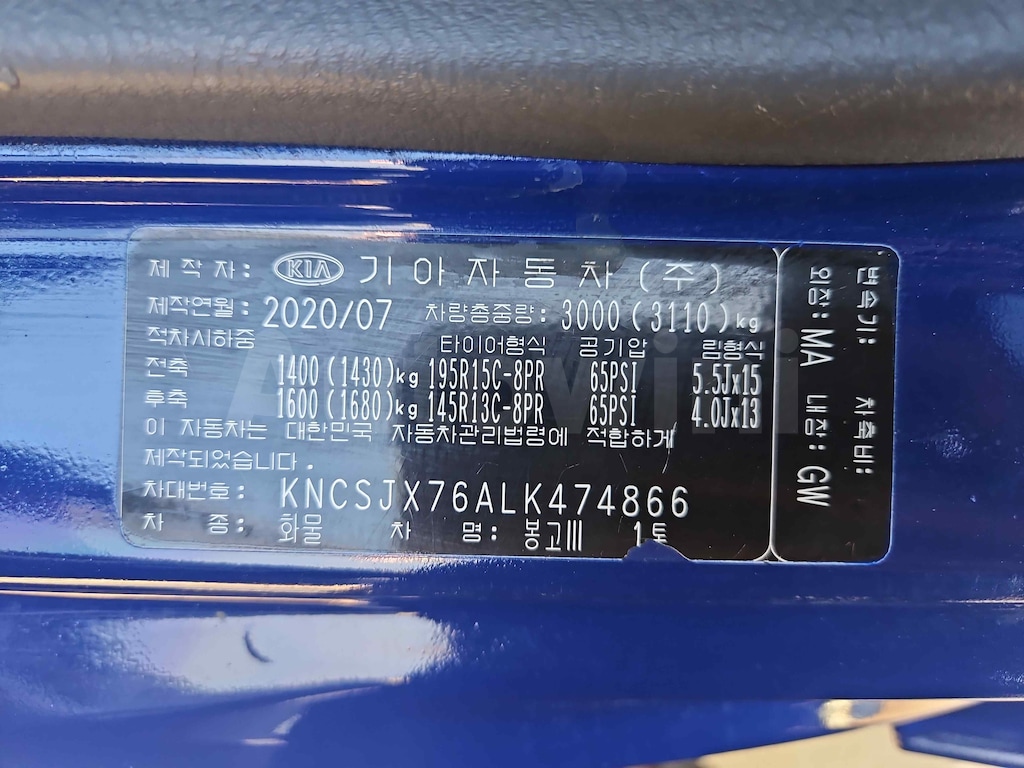 제 작 자: KIA 기아자동차(주)
제작연월: 2020/07 차량총중량: 3000(3110)kg
적차시하중 타이어형식 공기압 림형식
전축 1400(1430)kg 195R15C-8PR 65PSI 5.5Jx15
후축 1600(1680)kg 145R13C-8PR 65PSI 4.0Jx13
이 자동차는 대한민국 자동차관리법령에 적합하게
제작되었습니다.
차대번호: KNCSJX76ALK474866
차 종: 화물 차 명: 봉고III 1톤
변속기: 차축비:
외장: MA 내장: GW